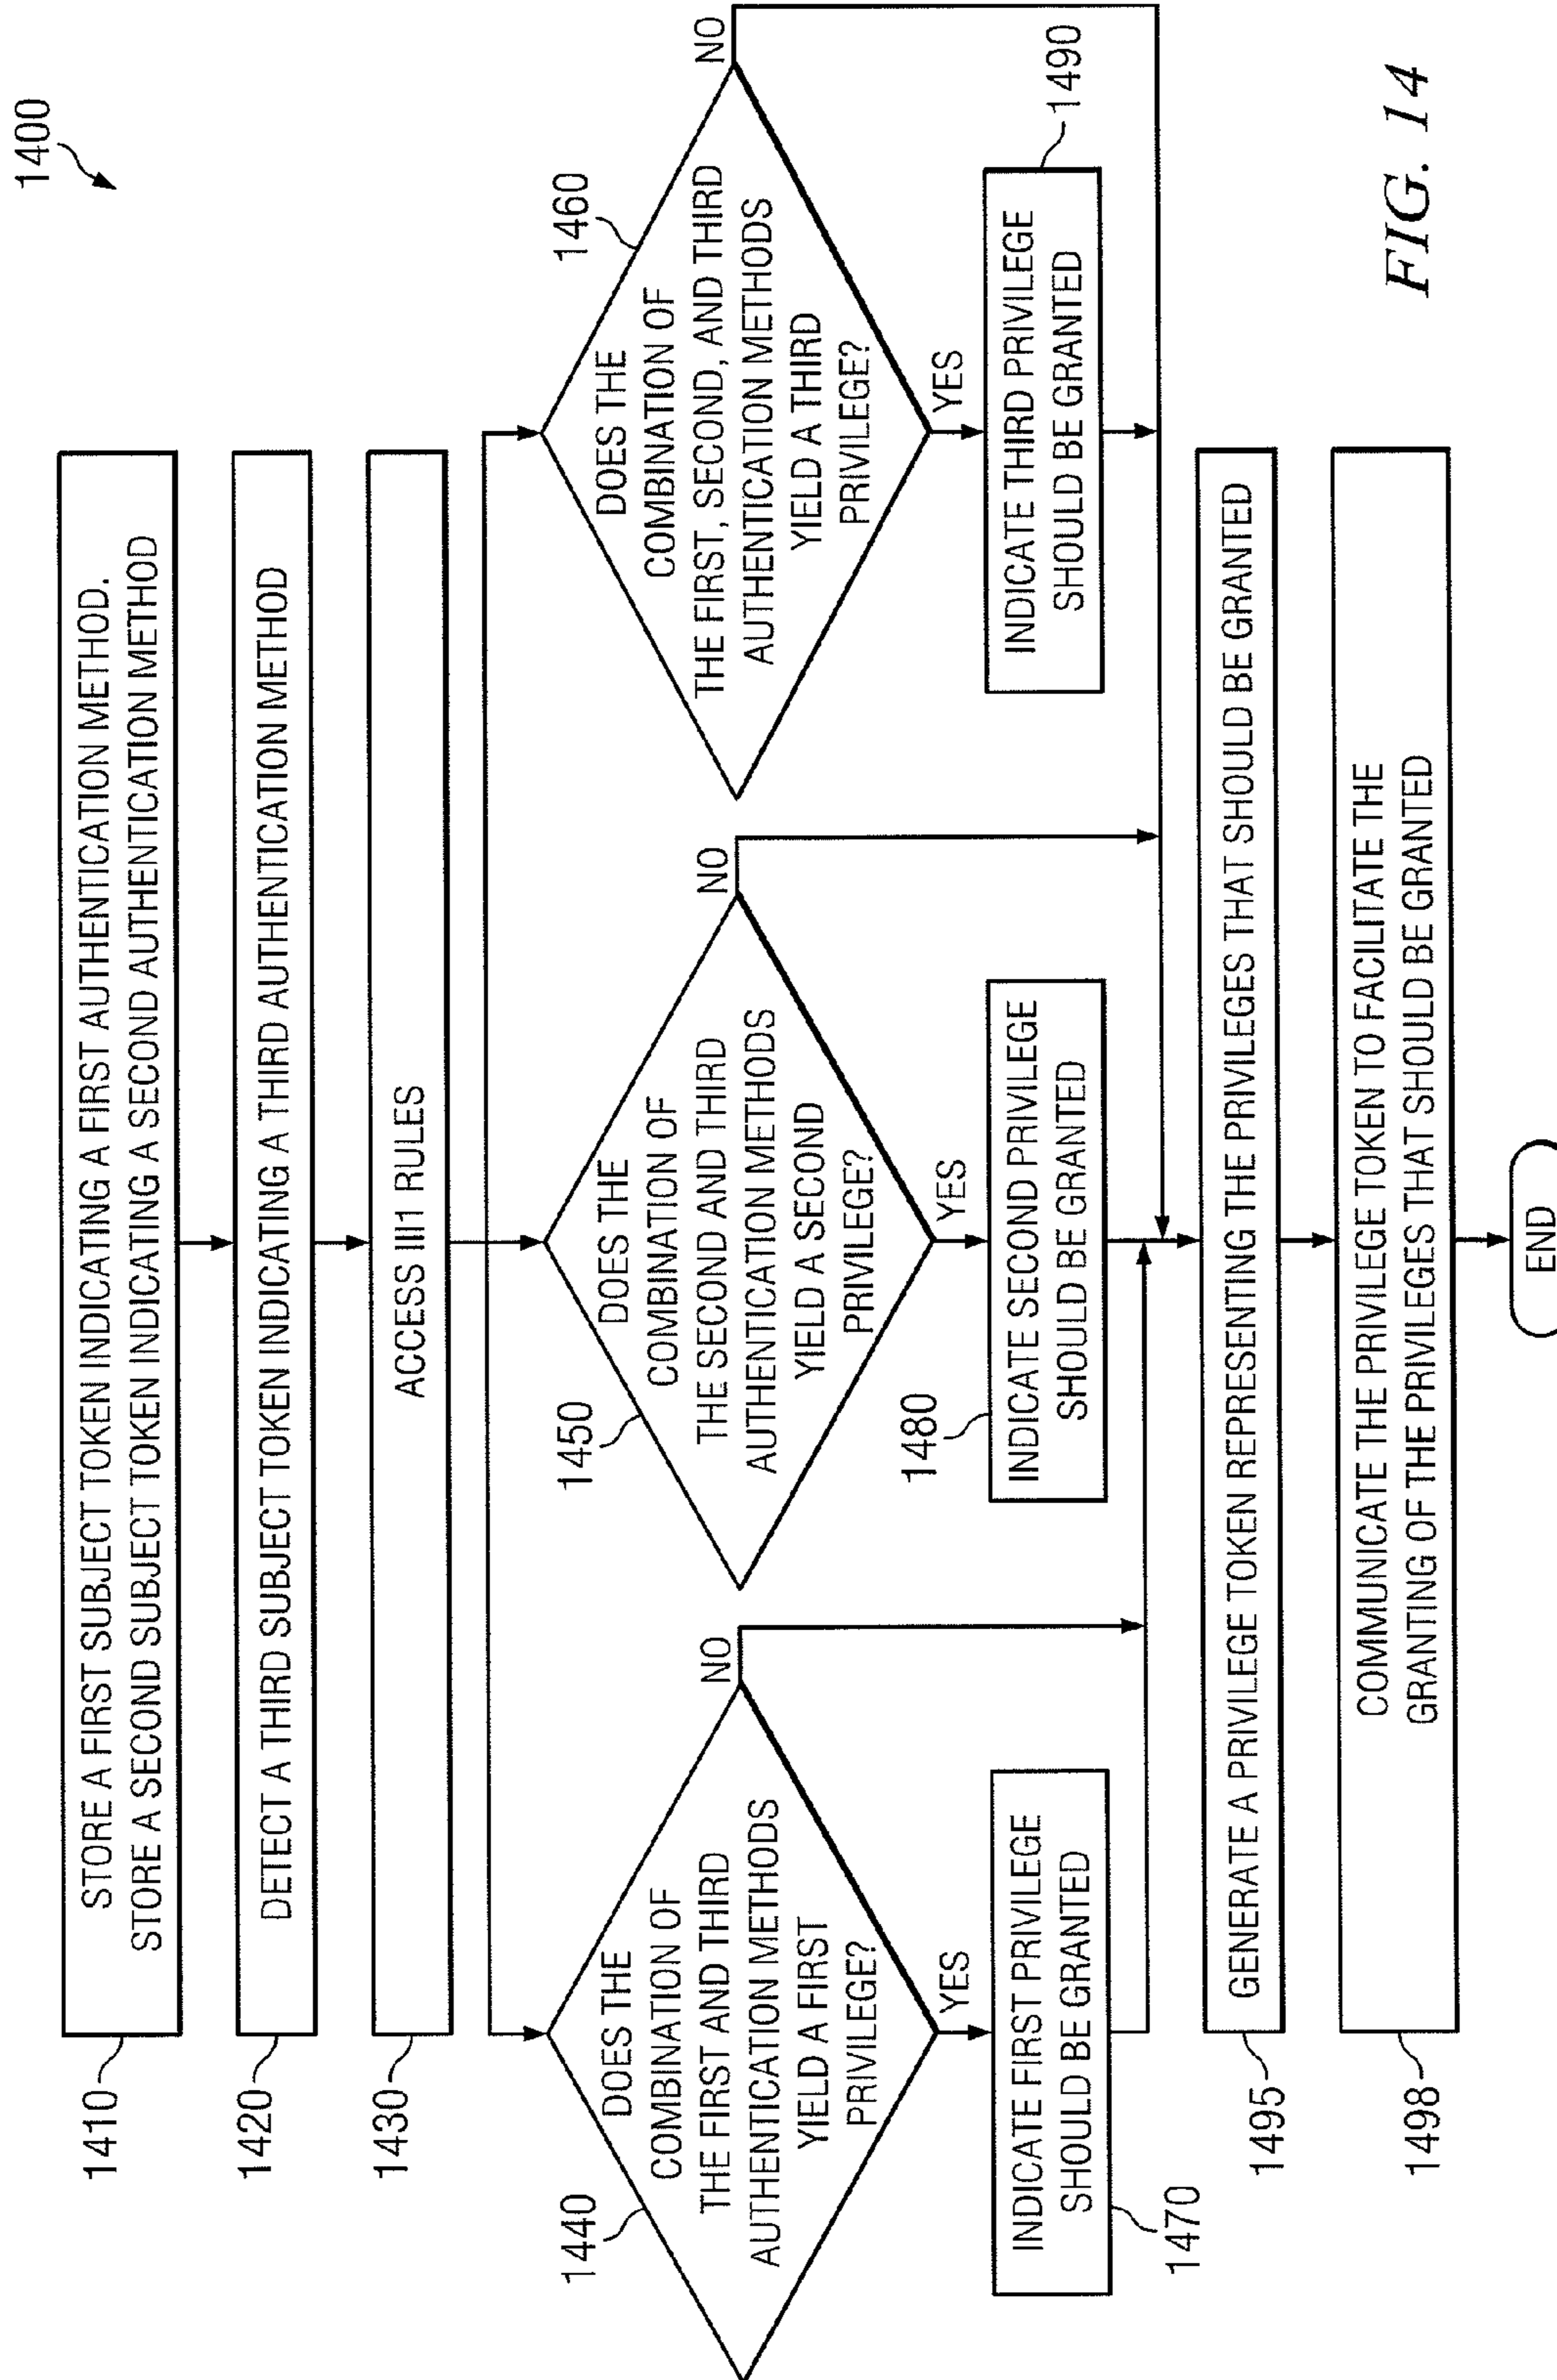 1400
1410
STORE A FIRST SUBJECT TOKEN INDICATING A FIRST AUTHENTICATION METHOD.
STORE A SECOND SUBJECT TOKEN INDICATING A SECOND AUTHENTICATION METHOD
1420
DETECT A THIRD SUBJECT TOKEN INDICATING A THIRD AUTHENTICATION METHOD
1430
ACCESS III1 RULES
1440
DOES THE
COMBINATION OF
THE FIRST AND THIRD
AUTHENTICATION METHODS
YIELD A FIRST
PRIVILEGE?
NO
YES
1450
DOES THE
COMBINATION OF
THE SECOND AND THIRD
AUTHENTICATION METHODS
YIELD A SECOND
PRIVILEGE?
NO
YES
1460
DOES THE
COMBINATION OF
THE FIRST, SECOND, AND THIRD
AUTHENTICATION METHODS
YIELD A THIRD
PRIVILEGE?
NO
YES
INDICATE FIRST PRIVILEGE
SHOULD BE GRANTED
1470
1480
INDICATE SECOND PRIVILEGE
SHOULD BE GRANTED
INDICATE THIRD PRIVILEGE
SHOULD BE GRANTED
1490
1495
GENERATE A PRIVILEGE TOKEN REPRESENTING THE PRIVILEGES THAT SHOULD BE GRANTED
1498
COMMUNICATE THE PRIVILEGE TOKEN TO FACILITATE THE
GRANTING OF THE PRIVILEGES THAT SHOULD BE GRANTED
END
FIG. 14